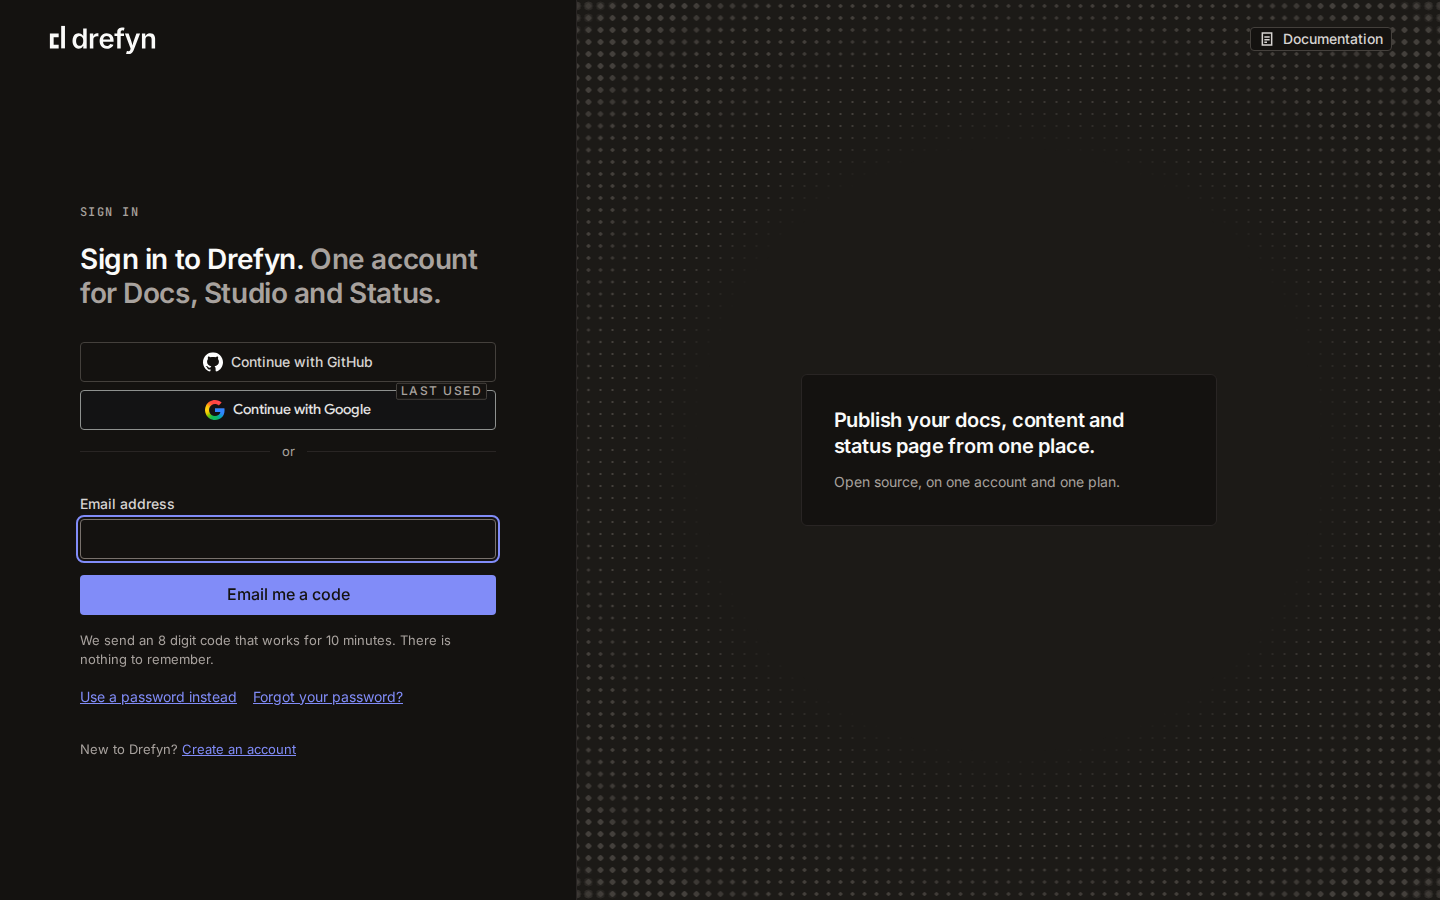 drefyn
Documentation
SIGN IN
Sign in to Drefyn. One account
for Docs, Studio and Status.
Continue with GitHub
LAST USED
Continue with Google
or
Email address
Email me a code
We send an 8 digit code that works for 10 minutes. There is
nothing to remember.
Use a password instead Forgot your password?
New to Drefyn? Create an account
Publish your docs, content and
status page from one place.
Open source, on one account and one plan.